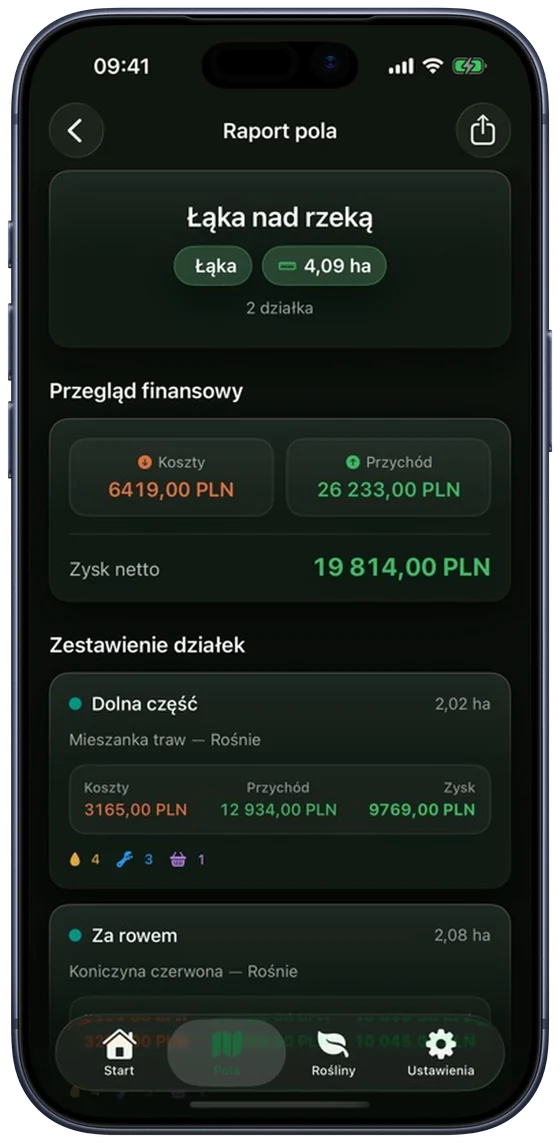 09:41
Raport pola
Łąka nad rzeką
Łąka
4,09 ha
2 działka
Przegląd finansowy
Koszty
Przychód
6419,00 PLN
26 233,00 PLN
Zysk netto
19 814,00 PLN
Zestawienie działek
Dolna część
2,02 ha
Mieszanka traw — Rośnie
Koszty
Przychód
Zysk
3165,00 PLN
12 934,00 PLN
9769,00 PLN
4
3
1
Za rowem
2,08 ha
Koniczyna czerwona — Rośnie
10 045,0
Start
Pola
Rośliny
Ustawienia